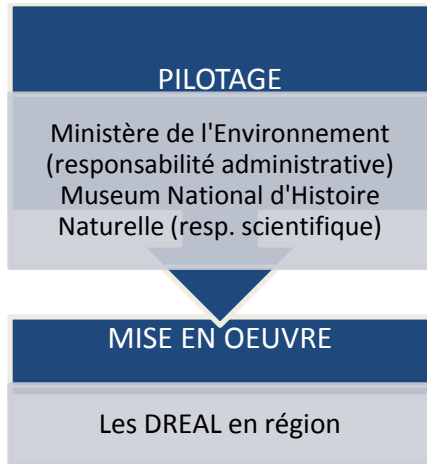 PILOTAGE
Ministère de l'Environnement
(responsabilité administrative)
Museum National d'Histoire
Naturelle (resp. scientifique)
MISE EN OEUVRE
Les DREAL en région